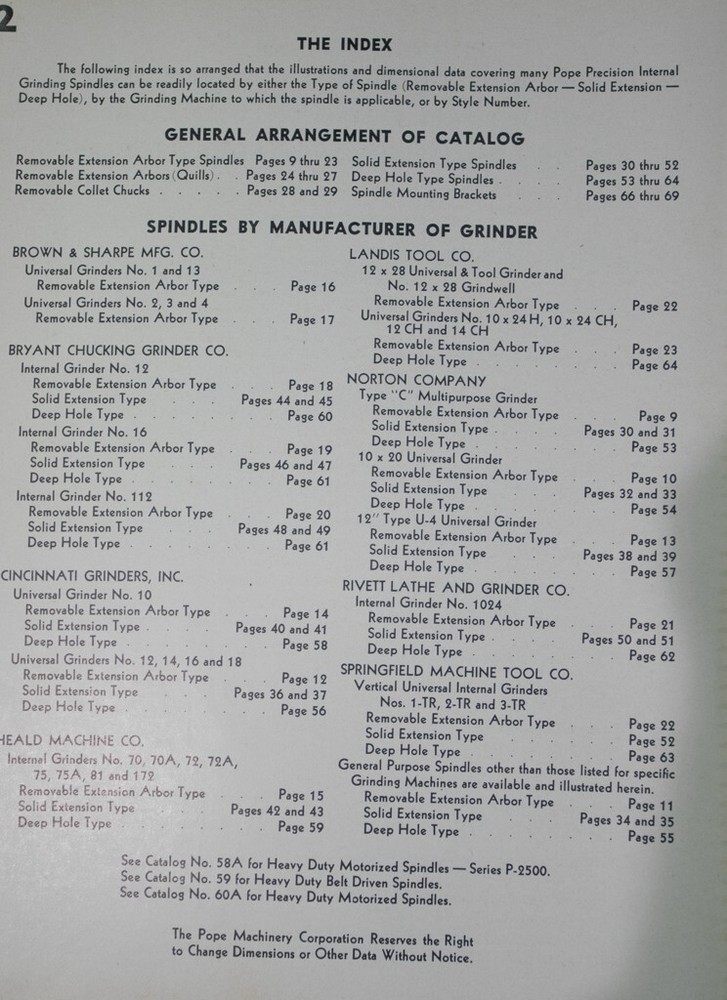 2
THE INDEX
The following index is so arranged that the illustrations and dimensional data covering many Pope Precision Internal
Grinding Spindles can be readily located by either the Type of Spindle (Removable Extension Arbor — Solid Extension —
Deep Hole), by the Grinding Machine to which the spindle is applicable, or by Style Number.
GENERAL ARRANGEMENT OF CATALOG
Removable Extension Arbor Type Spindles Pages 9 thru 23
Removable Extension Arbors (Quills) . . Pages 24 thru 27
Removable Collet Chucks . . . . . Pages 28 and 29
Solid Extension Type Spindles . . Pages 30 thru 52
Deep Hole Type Spindles . . . Pages 53 thru 64
Spindle Mounting Brackets . . Pages 66 thru 69
SPINDLES BY MANUFACTURER OF GRINDER
BROWN & SHARPE MFG. CO.
Universal Grinders No. 1 and 13
Removable Extension Arbor Type . . . Page 16
Universal Grinders No. 2, 3 and 4
Removable Extension Arbor Type . . . Page 17
BRYANT CHUCKING GRINDER CO.
Internal Grinder No. 12
Removable Extension Arbor Type . . . Page 18
Solid Extension Type . . . Pages 44 and 45
Deep Hole Type . . . . . . . Page 60
Internal Grinder No. 16
Removable Extension Arbor Type . . . Page 19
Solid Extension Type . . . Pages 46 and 47
Deep Hole Type . . . . . . . Page 61
Internal Grinder No. 112
Removable Extension Arbor Type . . . Page 20
Solid Extension Type . . . Pages 48 and 49
Deep Hole Type . . . . . . . Page 61
CINCINNATI GRINDERS, INC.
Universal Grinder No. 10
Removable Extension Arbor Type . . . Page 14
Solid Extension Type . . . . Pages 40 and 41
Deep Hole Type . . . . . . . Page 58
Universal Grinders No. 12, 14, 16 and 18
Removable Extension Arbor Type . . . Page 12
Solid Extension Type . . . Pages 36 and 37
Deep Hole Type . . . . . . . Page 56
HEALD MACHINE CO.
Internal Grinders No. 70, 70A, 72, 72A,
75, 75A, 81 and 172
Removable Extension Arbor Type . . . Page 15
Solid Extension Type . . . Pages 42 and 43
Deep Hole Type . . . . . . . Page 59
LANDIS TOOL CO.
12 x 28 Universal & Tool Grinder and
No. 12 x 28 Grindwell
Removable Extension Arbor Type . . . Page 22
Universal Grinders No. 10 x 24 H, 10 x 24 CH,
12 CH and 14 CH
Removable Extension Arbor Type . . . Page 23
Deep Hole Type . . . . . . . Page 64
NORTON COMPANY
Type "C" Multipurpose Grinder
Removable Extension Arbor Type . . . Page 9
Solid Extension Type . . . . Pages 30 and 31
Deep Hole Type . . . . . . . Page 53
10 x 20 Universal Grinder
Removable Extension Arbor Type . . . Page 10
Solid Extension Type . . . Pages 32 and 33
Deep Hole Type . . . . . . . Page 54
12" Type U-4 Universal Grinder
Removable Extension Arbor Type . . . Page 13
Solid Extension Type . . . Pages 38 and 39
Deep Hole Type . . . . . . . Page 57
RIVETT LATHE AND GRINDER CO.
Internal Grinder No. 1024
Removable Extension Arbor Type . . . Page 21
Solid Extension Type . . . . Pages 50 and 51
Deep Hole Type . . . . . . . Page 62
SPRINGFIELD MACHINE TOOL CO.
Vertical Universal Internal Grinders
Nos. 1-TR, 2-TR and 3-TR
Removable Extension Arbor Type . . . Page 22
Solid Extension Type . . . . . Page 52
Deep Hole Type . . . . . . . Page 63
General Purpose Spindles other than those listed for specific
Grinding Machines are available and illustrated herein.
Removable Extension Arbor Type . . . Page 11
Solid Extension Type . . . Pages 34 and 35
Deep Hole Type . . . . . . . Page 55
See Catalog No. 58A for Heavy Duty Motorized Spindles — Series P-2500.
See Catalog No. 59 for Heavy Duty Belt Driven Spindles.
See Catalog No. 60A for Heavy Duty Motorized Spindles.
The Pope Machinery Corporation Reserves the Right
to Change Dimensions or Other Data Without Notice.